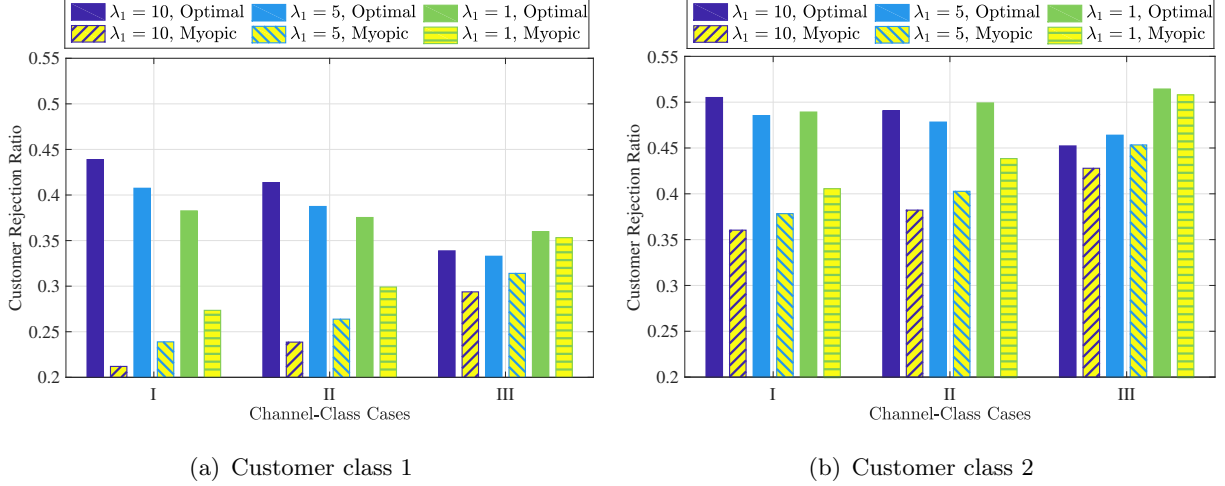 λ₁ = 10, Optimal λ₁ = 5, Optimal λ₁ = 1, Optimal
λ₁ = 10, Myopic λ₁ = 5, Myopic λ₁ = 1, Myopic
0.55
0.5
0.45
0.4
0.35
0.3
0.25
0.2
Customer Rejection Ratio
I II III
Channel-Class Cases
(a) Customer class 1
λ₁ = 10, Optimal λ₁ = 5, Optimal λ₁ = 1, Optimal
λ₁ = 10, Myopic λ₁ = 5, Myopic λ₁ = 1, Myopic
0.55
0.5
0.45
0.4
0.35
0.3
0.25
0.2
Customer Rejection Ratio
I II III
Channel-Class Cases
(b) Customer class 2